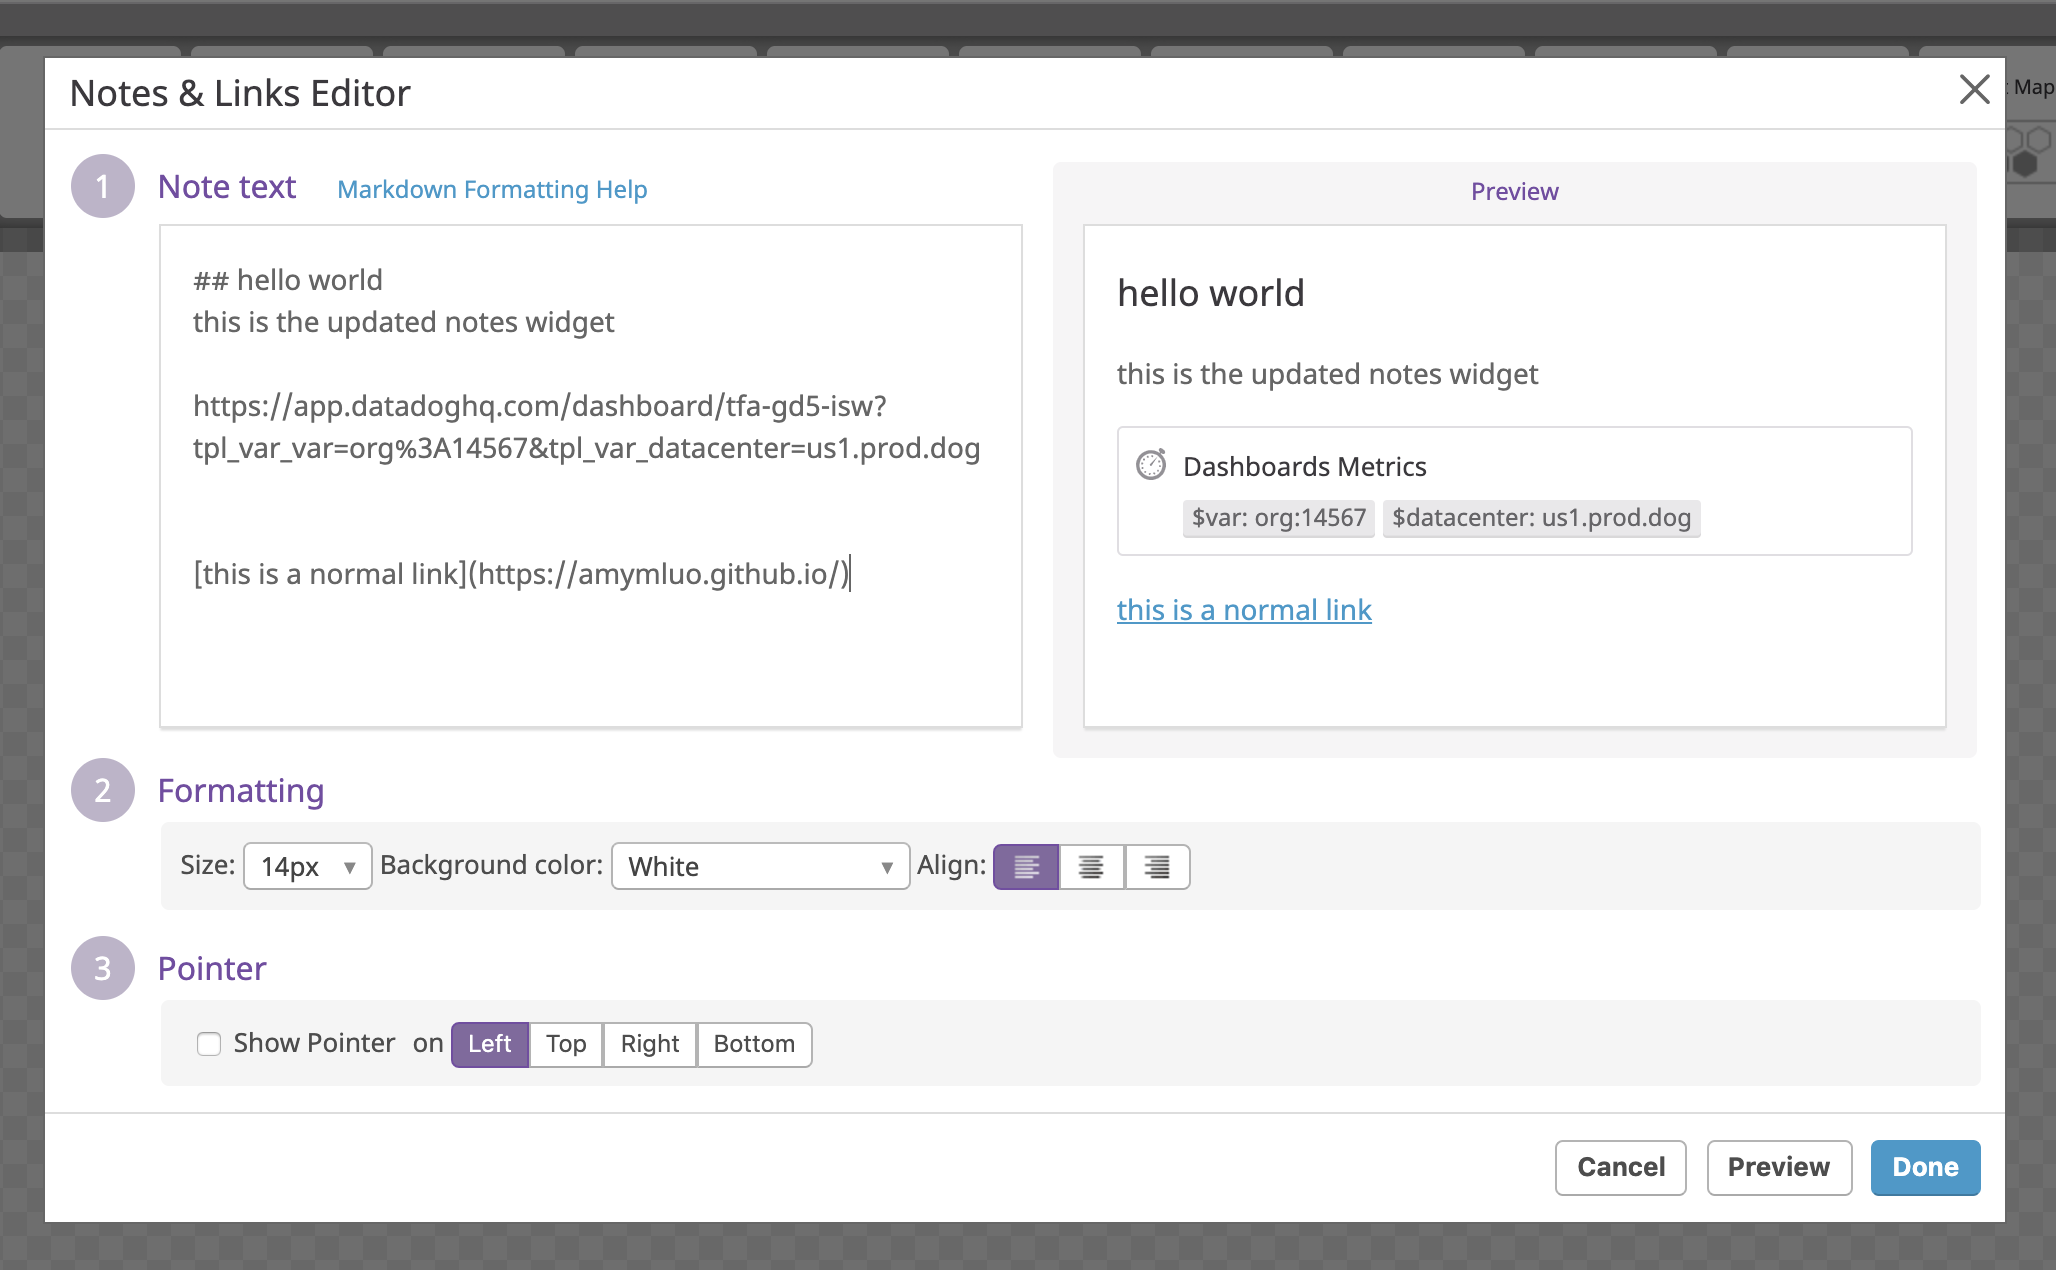 Notes & Links Editor
Map
1 Note text Markdown Formatting Help
## hello world
this is the updated notes widget
https://app.datadoghq.com/dashboard/tfa-gd5-isw?
tpl_var_var=org%3A14567&tpl_var_datacenter=us1.prod.dog
[this is a normal link](https://amymluo.github.io/)
Preview
hello world
this is the updated notes widget
Dashboards Metrics
$var: org:14567 $datacenter: us1.prod.dog
this is a normal link
2 Formatting
Size: 14px Background color: White Align:
3 Pointer
Show Pointer on Left Top Right Bottom
Cancel Preview Done